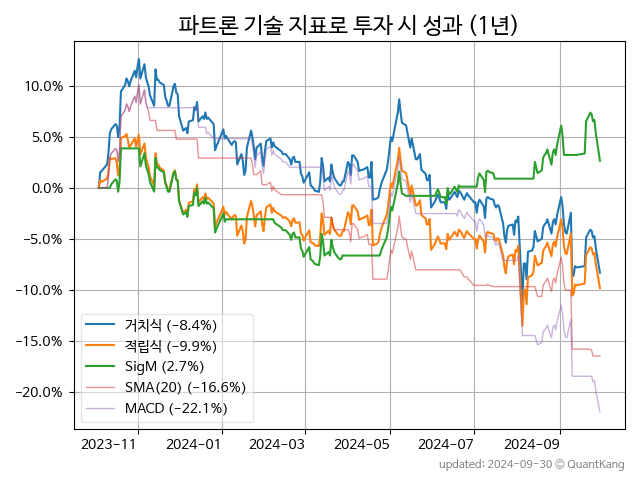 파트론 기술 지표로 투자 시 성과 (1년)
10.0%
5.0%
0.0%
−5.0%
−10.0%
−15.0%
−20.0%
거치식 (−8.4%)
적립식 (−9.9%)
SigM (2.7%)
SMA(20) (−16.6%)
MACD (−22.1%)
2023−11
2024−01
2024−03
2024−05
2024−07
2024−09
updated: 2024−09−30 © QuantKang